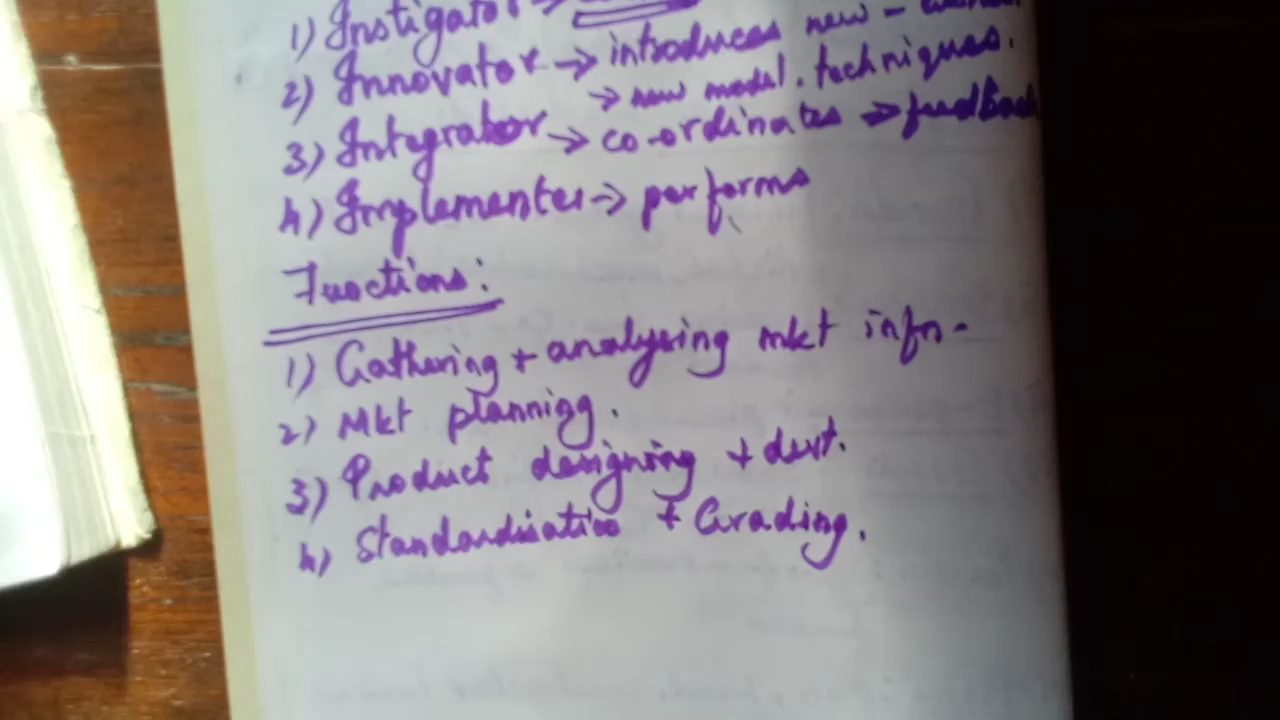 1) Instigator →
2) Innovator → introduces new -
→ new model. techniques.
3) Integrator → co-ordinates → feedback
4) Implementer → performs
Functions:
1) Gathering + analysing mkt infn.
2) Mkt planning.
3) Product designing + devt.
4) Standardisation + Grading.